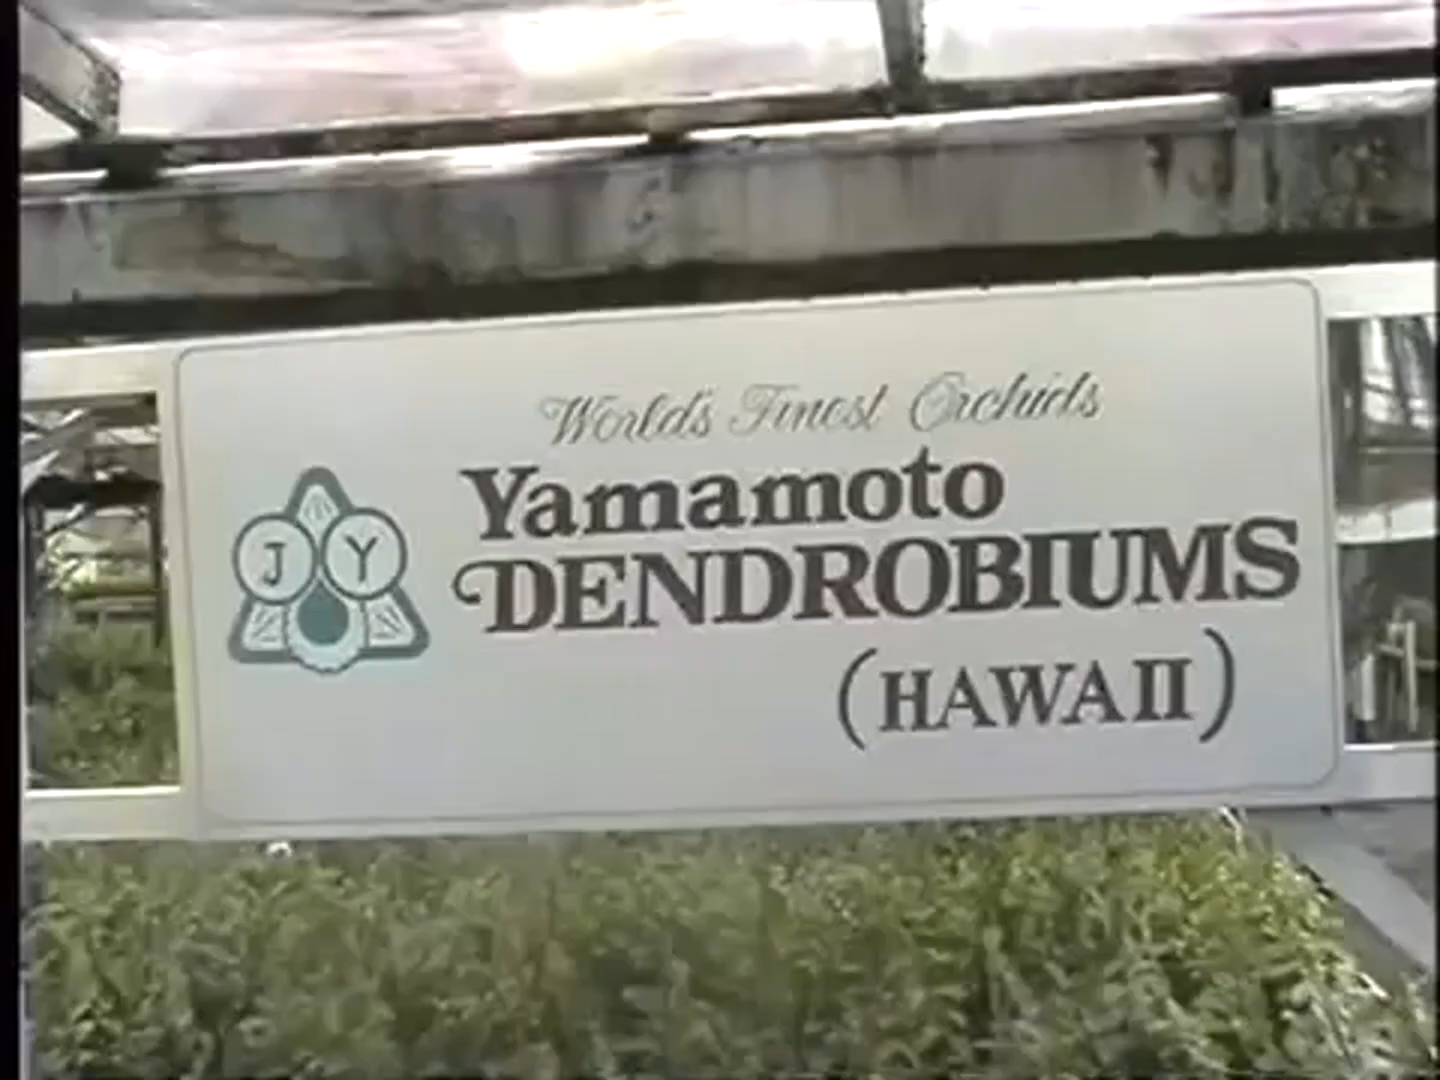 World's Finest Orchids
J Y
Yamamoto
DENDROBIUMS
(HAWAII)